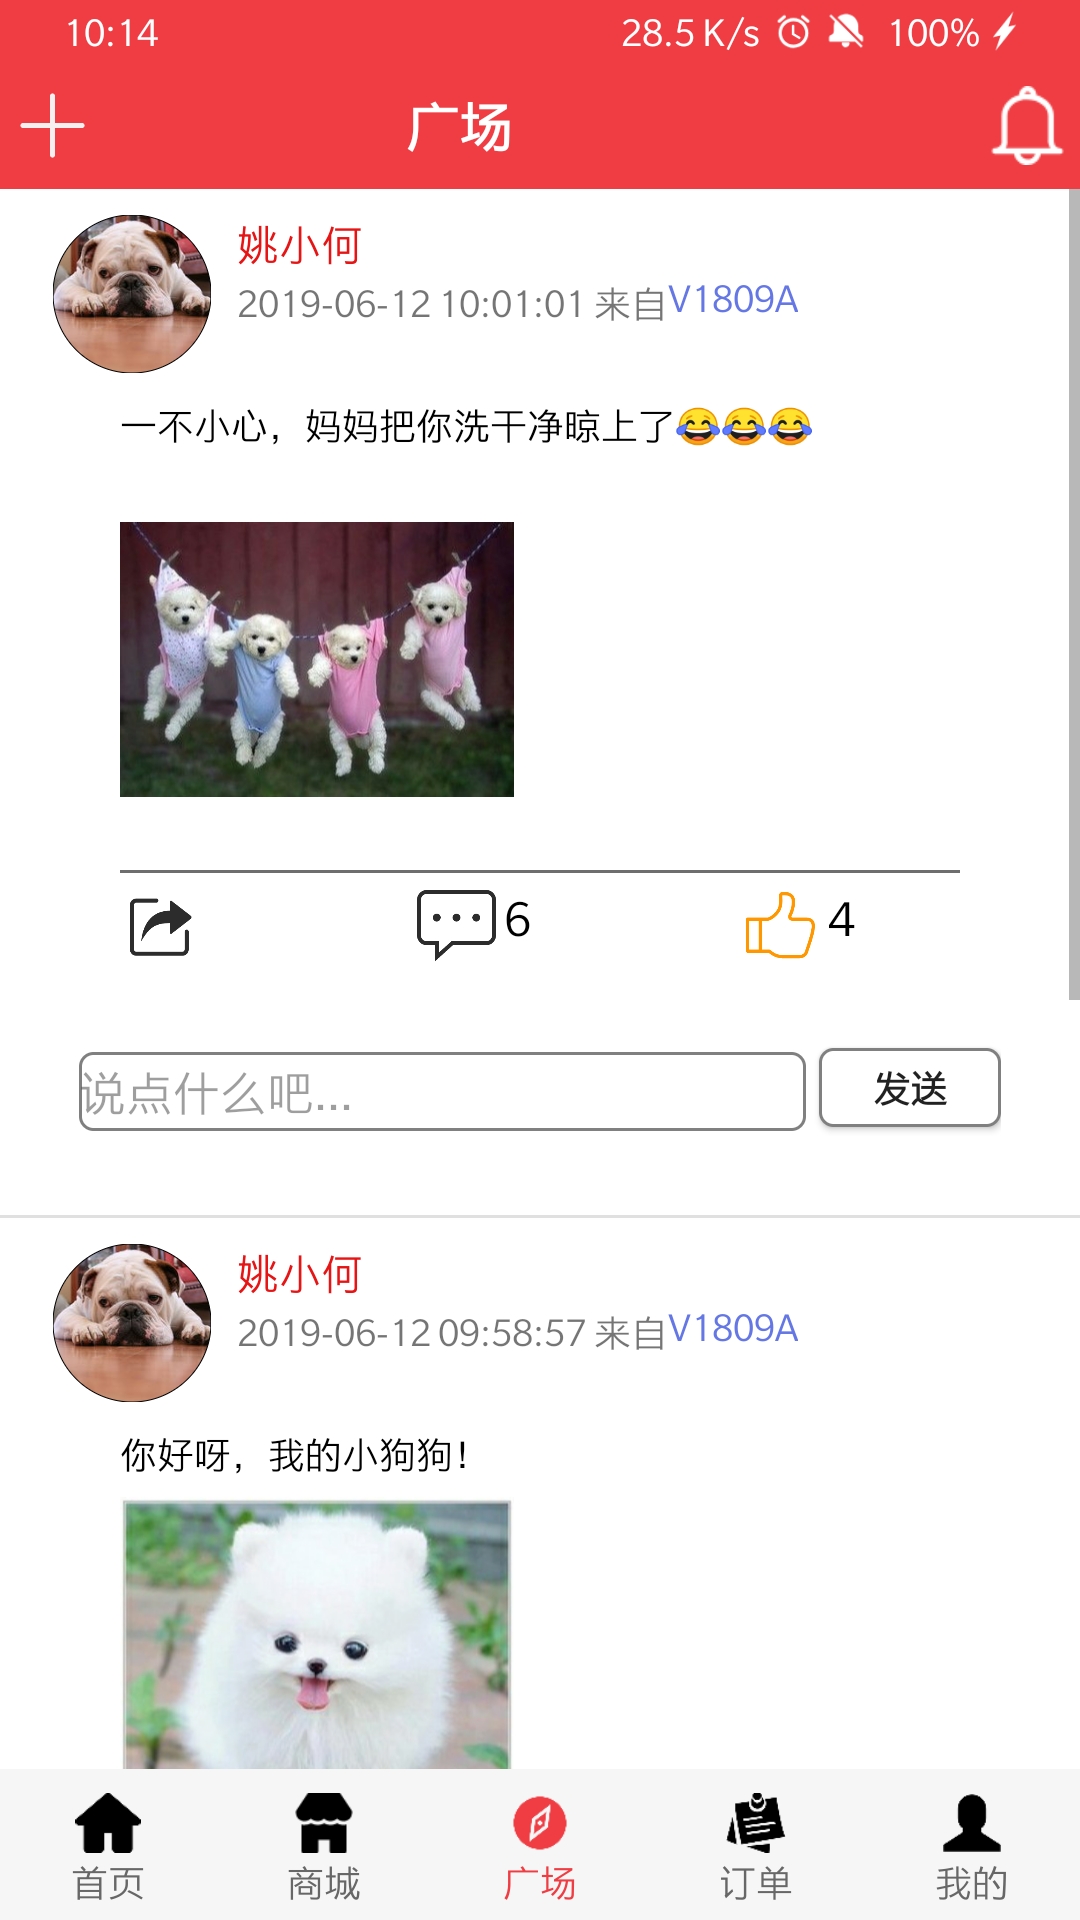 10:14 28.5 K/s 100%
广场
姚小何
2019-06-12 10:01:01 来自V1809A
一不小心，妈妈把你洗干净晾上了😂😂😂
6 4
说点什么吧... 发送
姚小何
2019-06-12 09:58:57 来自V1809A
你好呀，我的小狗狗！
首页 商城 广场 订单 我的